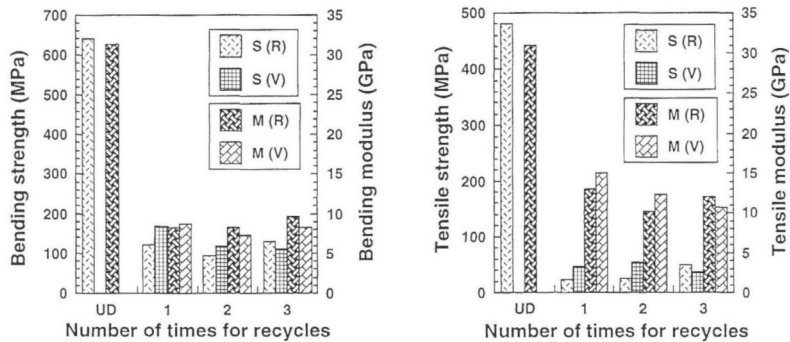 Bending strength (MPa)
700
600
500
400
300
200
100
0
S (R)
S (V)
M (R)
M (V)
35
30
25
20
15
10
5
0
Bending modulus (GPa)
UD 1 2 3
Number of times for recycles
Tensile strength (MPa)
500
400
300
200
100
0
S (R)
S (V)
M (R)
M (V)
35
30
25
20
15
10
5
0
Tensile modulus (GPa)
UD 1 2 3
Number of times for recycles